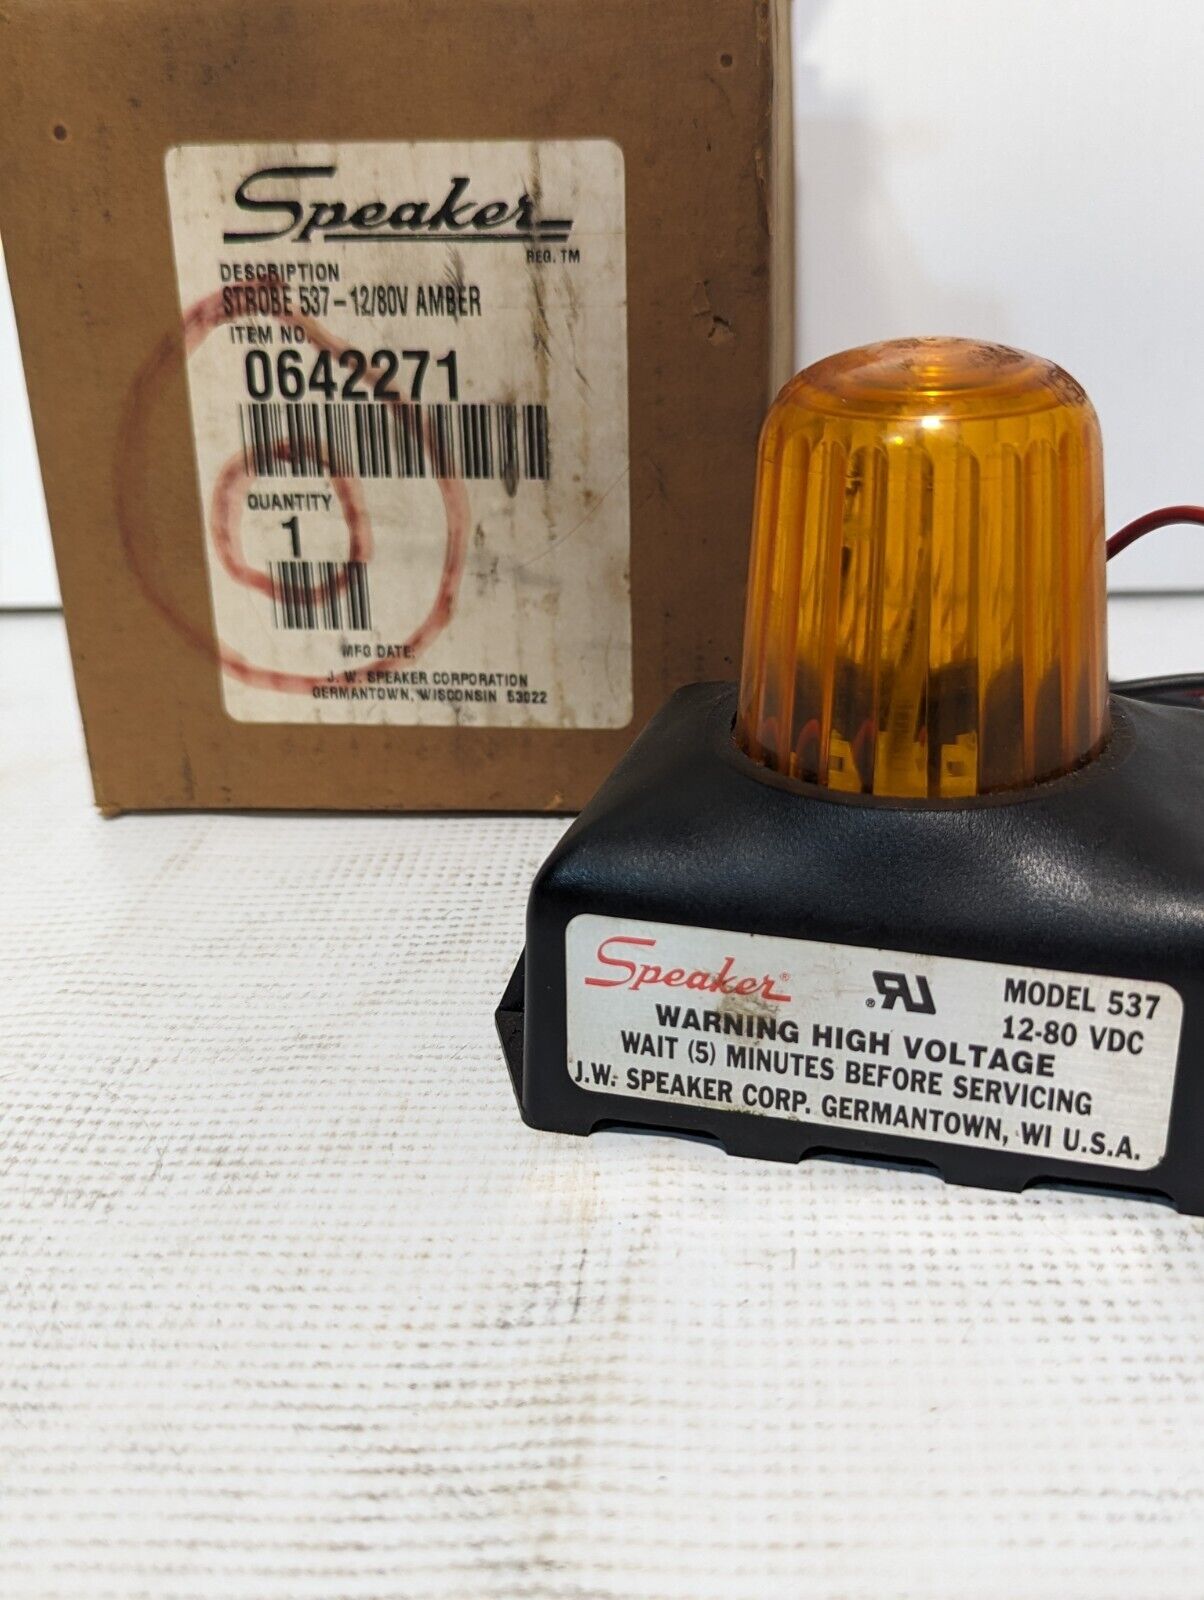 Speaker
REG. TM
DESCRIPTION
STROBE 537-12/80V AMBER
ITEM NO.
0642271
QUANTITY
1
MFG DATE:
J. W. SPEAKER CORPORATION
GERMANTOWN, WISCONSIN 53022
Speaker®
RU®
MODEL 537
12-80 VDC
WARNING HIGH VOLTAGE
WAIT (5) MINUTES BEFORE SERVICING
J.W. SPEAKER CORP. GERMANTOWN, WI U.S.A.